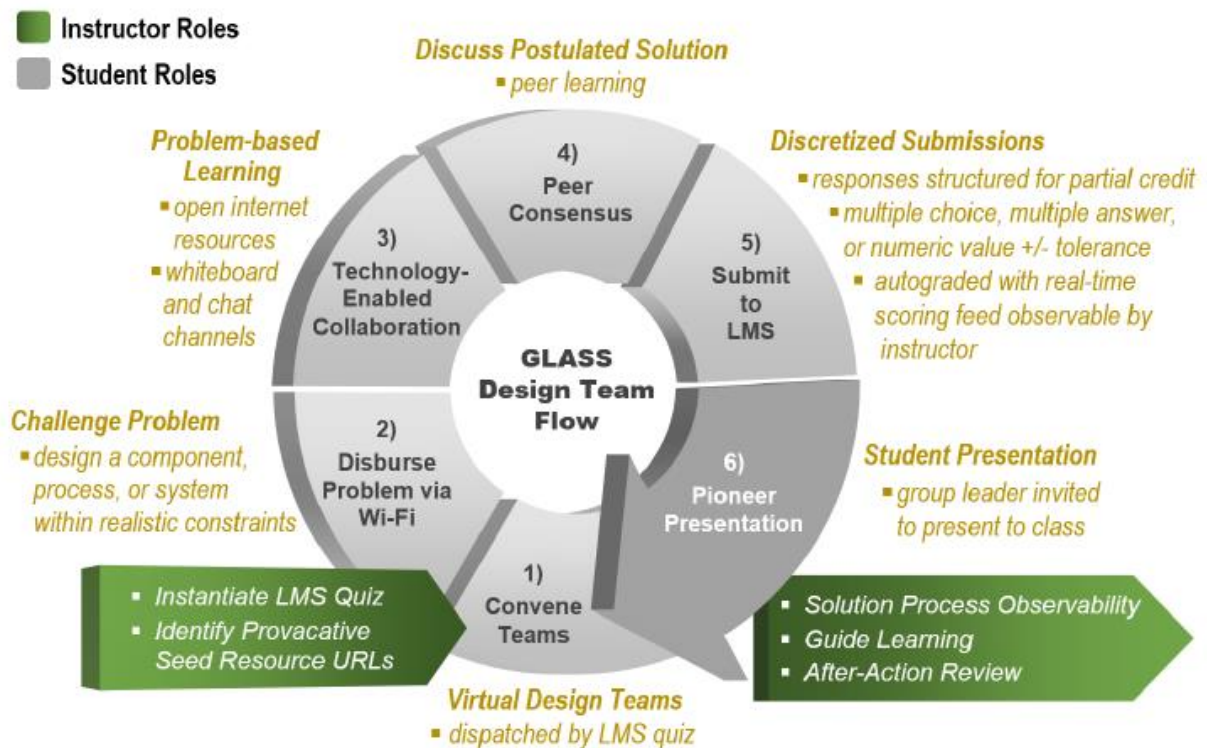 Instructor Roles
Student Roles
Discuss Postulated Solution
▪ peer learning
Problem-based
Learning
▪ open internet
resources
▪ whiteboard
and chat
channels
Discretized Submissions
▪ responses structured for partial credit
▪ multiple choice, multiple answer,
or numeric value +/- tolerance
▪ autograded with real-time
scoring feed observable by
instructor
4)
Peer
Consensus
3)
Technology-
Enabled
Collaboration
5)
Submit
to
LMS
GLASS
Design Team
Flow
Challenge Problem
▪ design a component,
process, or system
within realistic constraints
2)
Disburse
Problem via
Wi-Fi
6)
Pioneer
Presentation
Student Presentation
▪ group leader invited
to present to class
1)
Convene
Teams
▪ Instantiate LMS Quiz
▪ Identify Provacative
Seed Resource URLs
▪ Solution Process Observability
▪ Guide Learning
▪ After-Action Review
Virtual Design Teams
▪ dispatched by LMS quiz